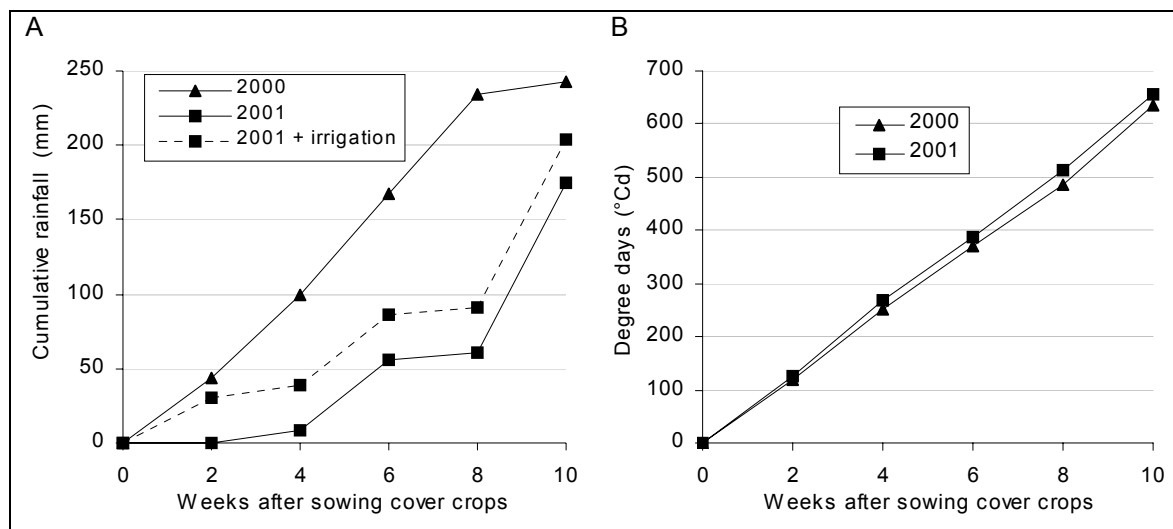 A
Cumulative rainfall (mm)
250
200
150
100
50
0
2000
2001
2001 + irrigation
0 2 4 6 8 10
Weeks after sowing cover crops
B
Degree days (°Cd)
700
600
500
400
300
200
100
0
2000
2001
0 2 4 6 8 10
Weeks after sowing cover crops